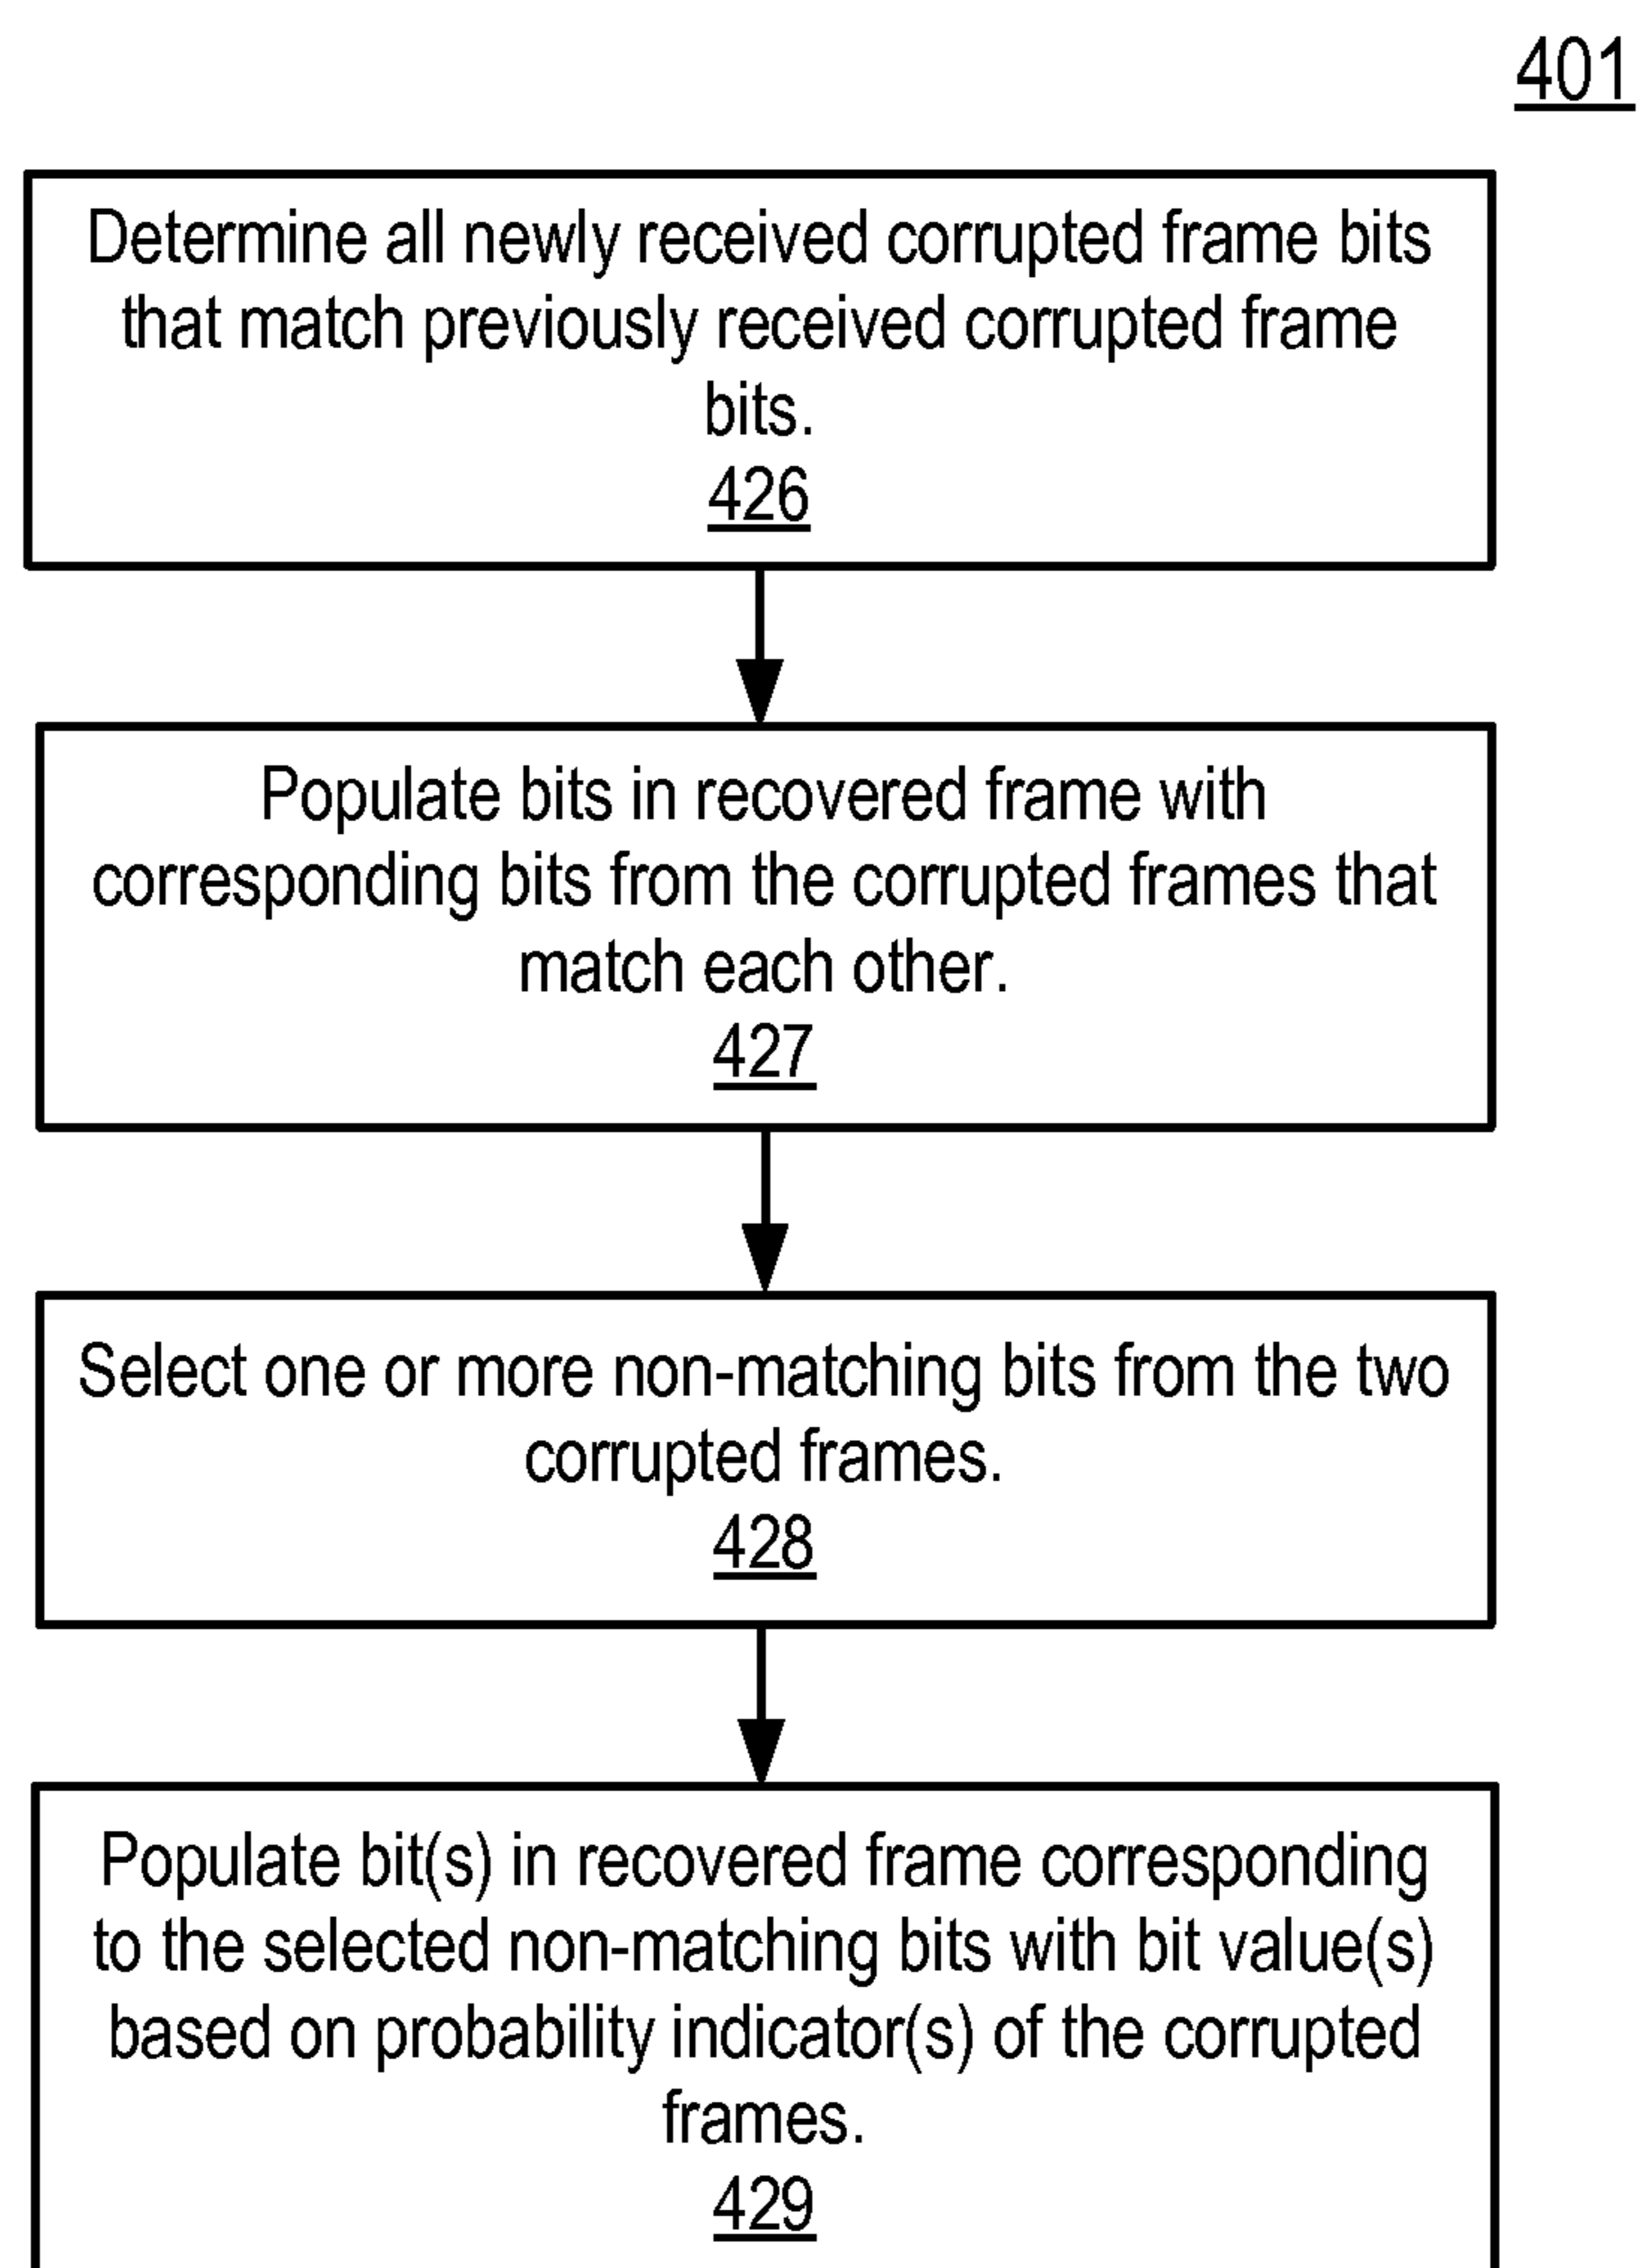 401
Determine all newly received corrupted frame bits
that match previously received corrupted frame
bits.
426
Populate bits in recovered frame with
corresponding bits from the corrupted frames that
match each other.
427
Select one or more non-matching bits from the two
corrupted frames.
428
Populate bit(s) in recovered frame corresponding
to the selected non-matching bits with bit value(s)
based on probability indicator(s) of the corrupted
frames.
429